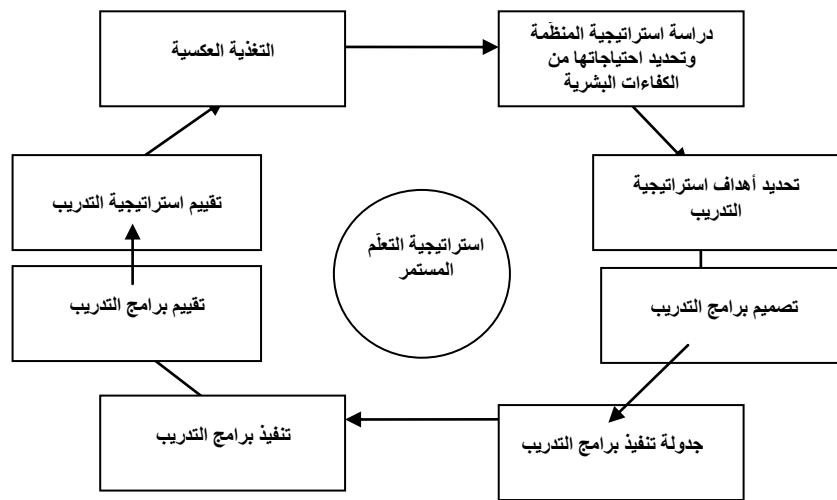 دراسة استراتيجية المنظّمة
وتحديد احتياجاتها من
الكفاءات البشرية
التغذية العكسية
تحديد أهداف استراتيجية
التدريب
تقييم استراتيجية التدريب
استراتيجية التعلّم
المستمر
تصميم برامج التدريب
تقييم برامج التدريب
جدولة تنفيذ برامج التدريب
تنفيذ برامج التدريب